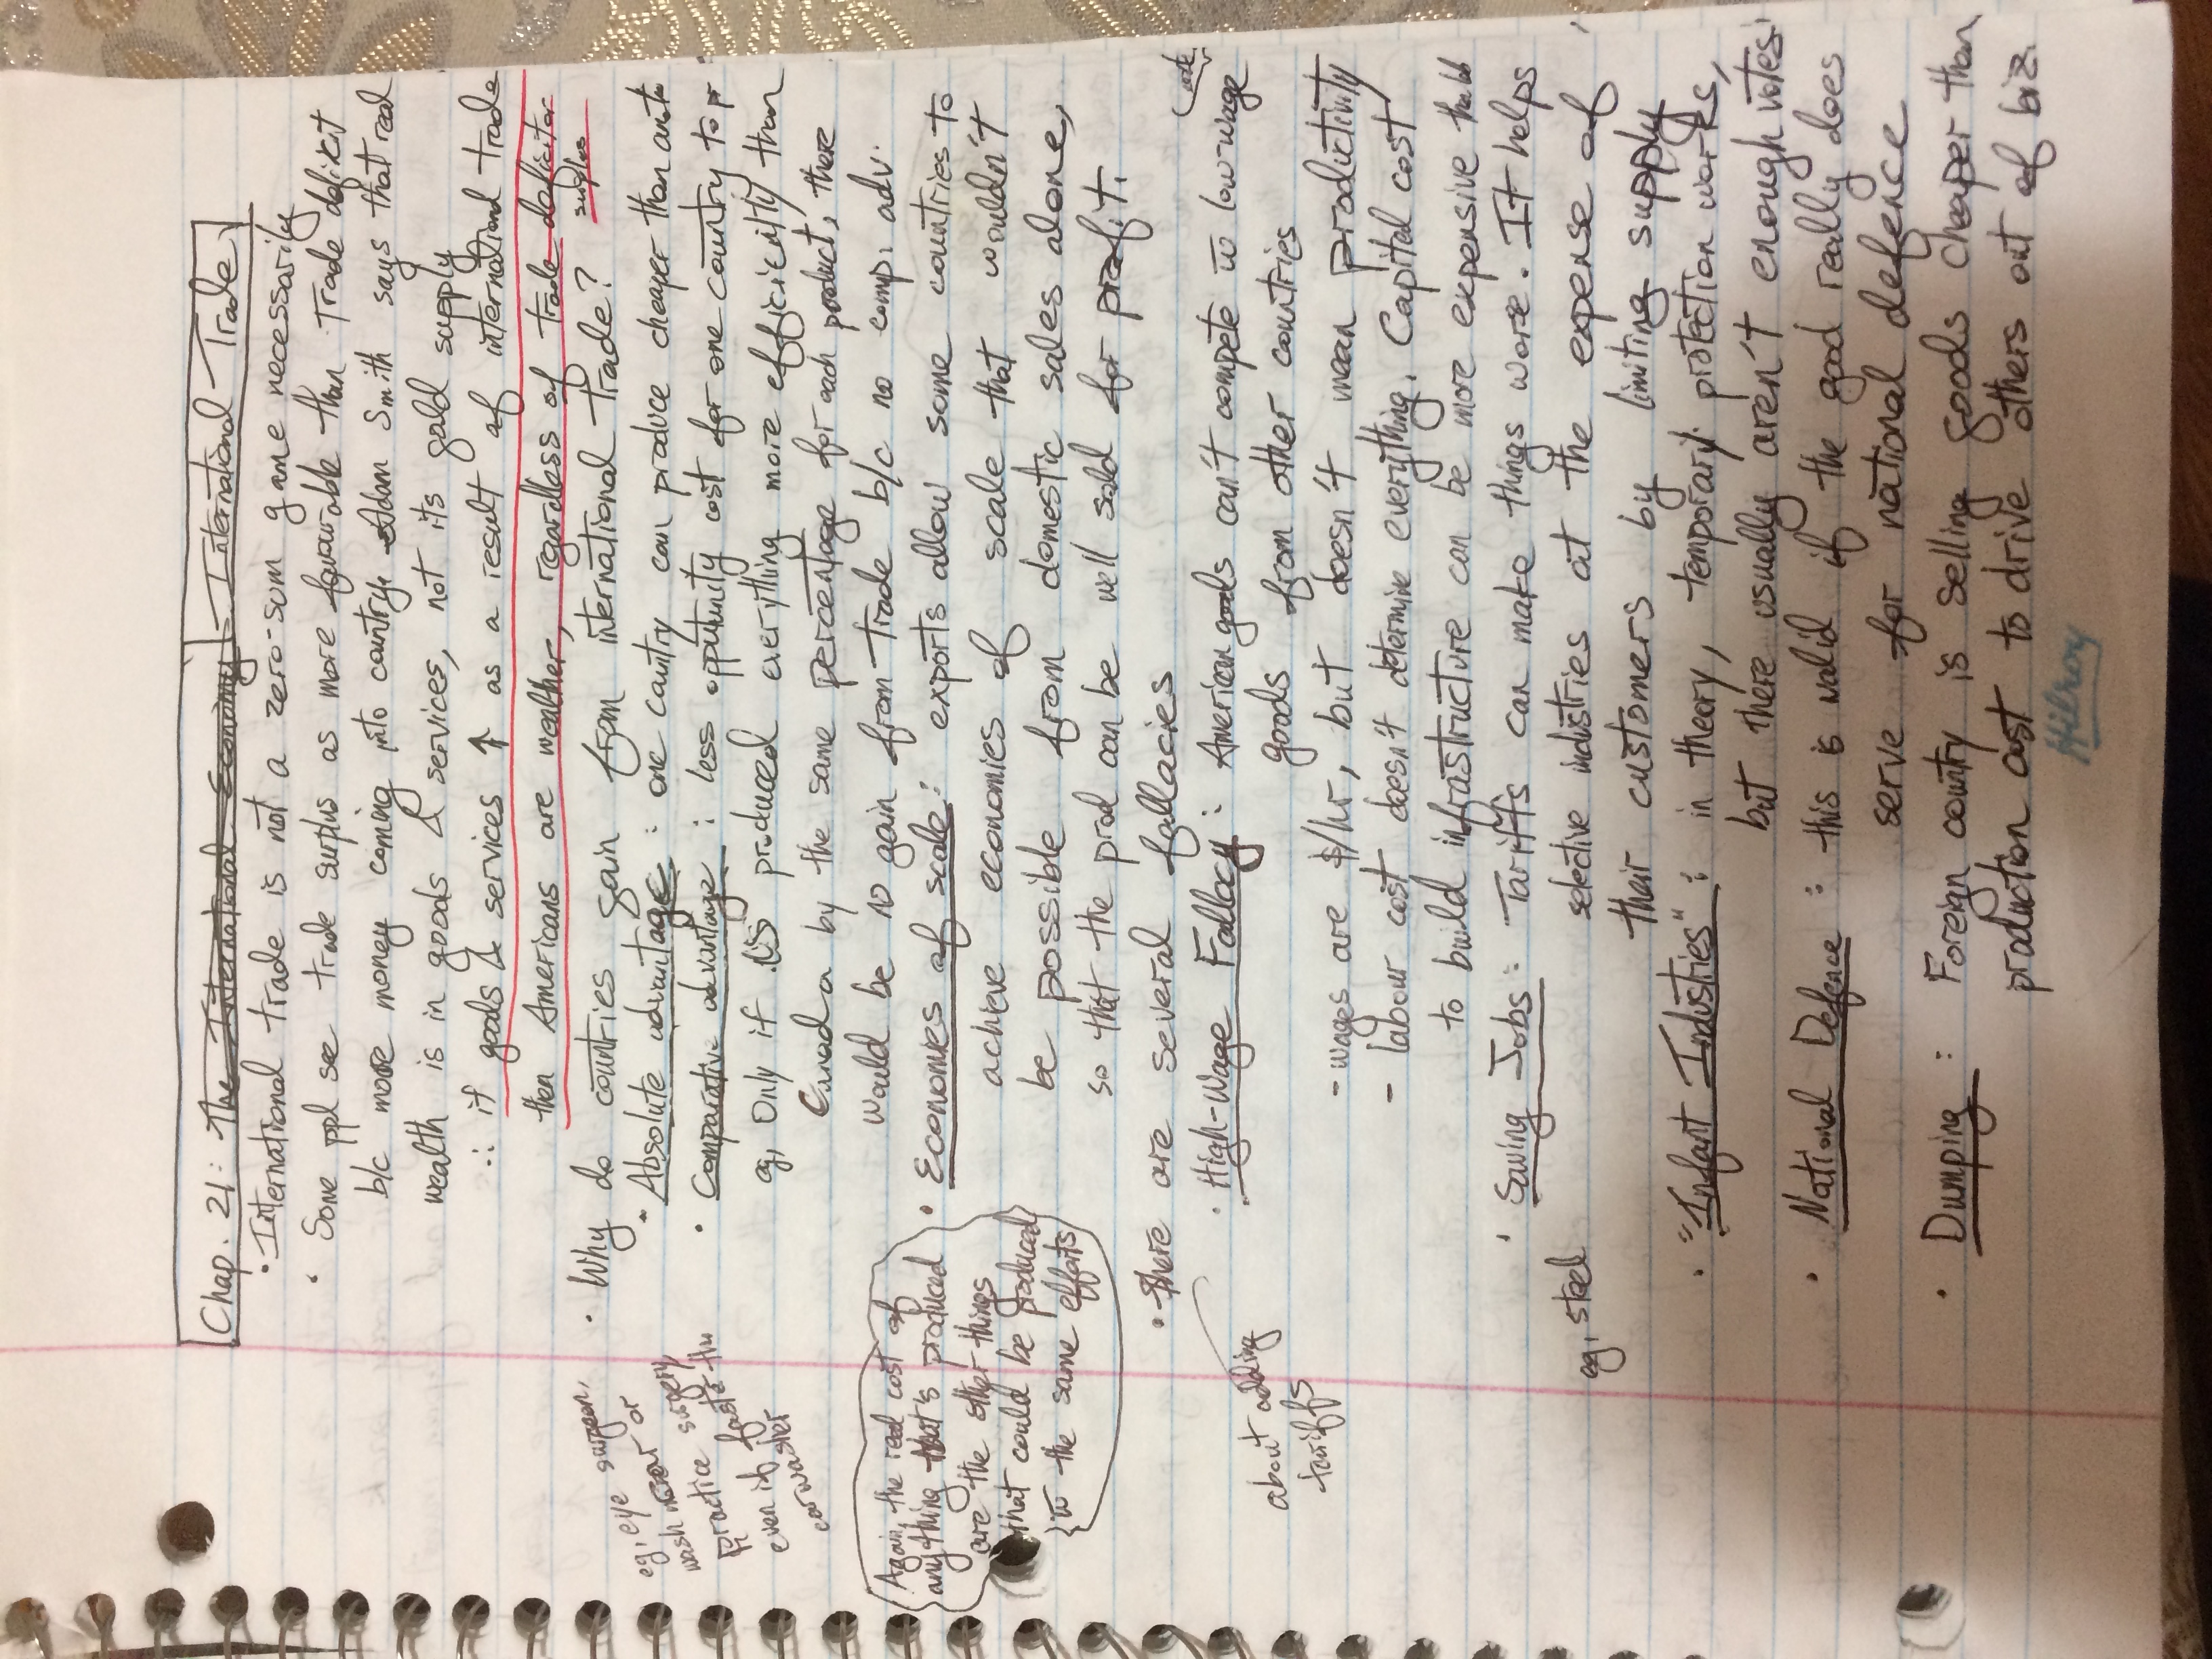 Chap. 21: The International Economy - International Trade
· International trade is not a zero-sum game necessarily
· Some ppl see trade surplus as more favourable than trade deficit
b/c more money coming into country. Adam Smith says that real
wealth is in goods & services, not its gold supply
∴ if goods & services ↑ as a result of international trade
then Americans are wealther, regardless of trade deficit or
surplus
· Why do countries gain from international trade?
· Absolute advantage: one country can produce cheaper than
· Comparative advantage: less opputunity cost for one country to
eg, Only if US produced everything more efficiently than
Canada by the same percentage for each product, there
would be no gain from trade b/c no comp. adv.
eg, eye surgeon,
wash or
practice surgery
even if faster
carwasher
· Economies of scale: exports allow some countries to
achieve economies of scale that wouldn't
be possible from domestic sales alone,
so that the prod can be well sold for profit.
Again, the real cost of
anything that's produced
are the other things
that could be produced
w the same efforts
· There are several fallacies
about adding
tariffs
· High-Wage Fallacy: American goods can't compete w low wage
goods from other countries
- wages are $/hr, but doesn't mean productivity
- labour cost doesn't determine everything. Capital cost
to build infrastructure can be more expensive
· Saving Jobs: Tariffs can make things worse. It helps
selective industries at the expense of
their customers by limiting supply
eg, steel
· "Infant Industries": in theory, temporary protection works,
but there usually aren't enough votes.
· National Defence: this is valid if the good really does
serve for national defence
· Dumping: Foreign country is selling goods cheaper than
production cost to drive others out of biz.
Hilroy